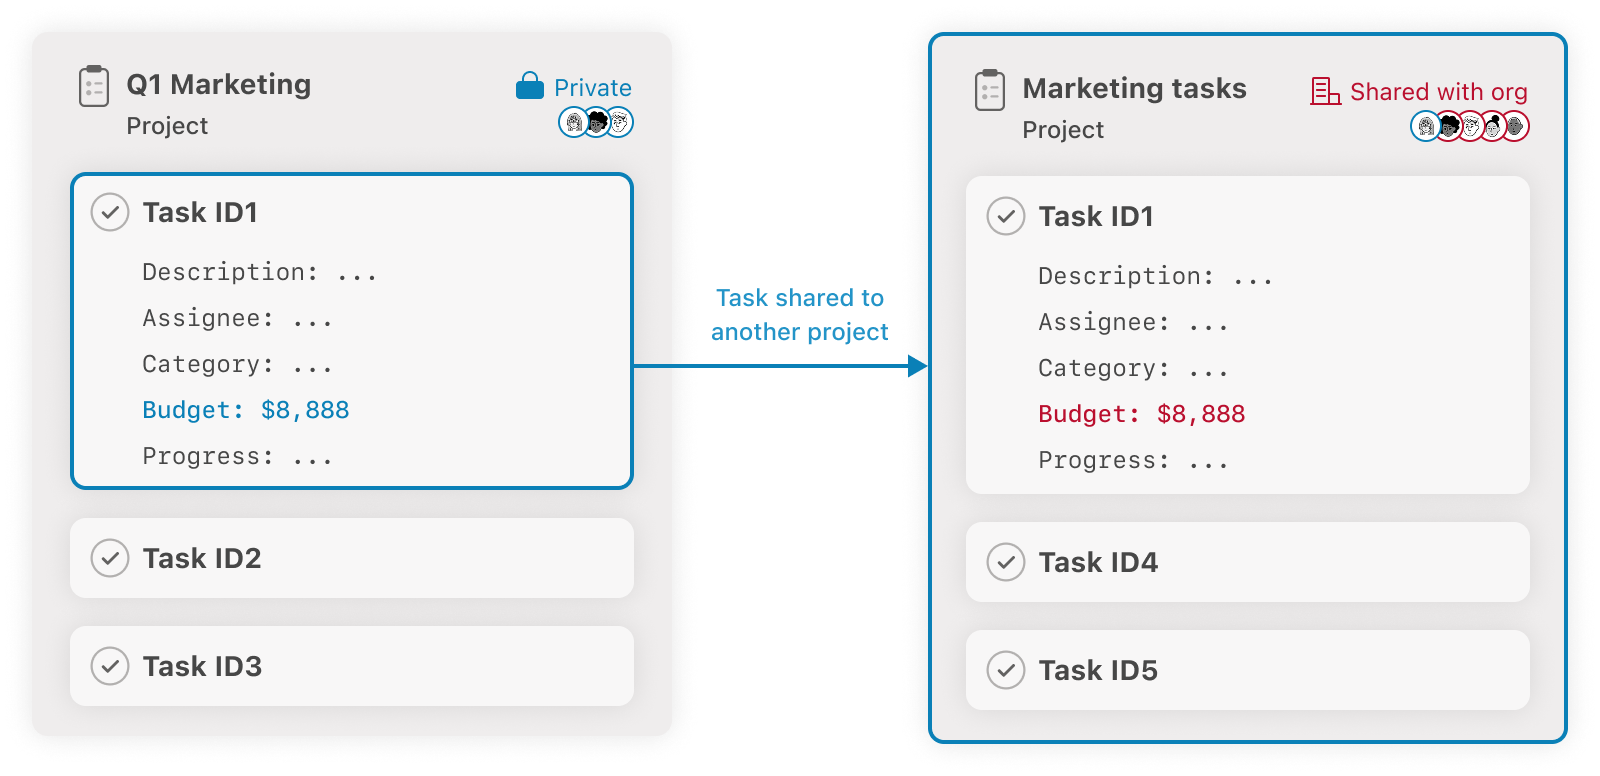 Q1 Marketing
Project
Private
Task ID1
Description: ...
Assignee: ...
Category: ...
Budget: $8,888
Progress: ...
Task ID2
Task ID3
Task shared to
another project
Marketing tasks
Project
Shared with org
Task ID1
Description: ...
Assignee: ...
Category: ...
Budget: $8,888
Progress: ...
Task ID4
Task ID5